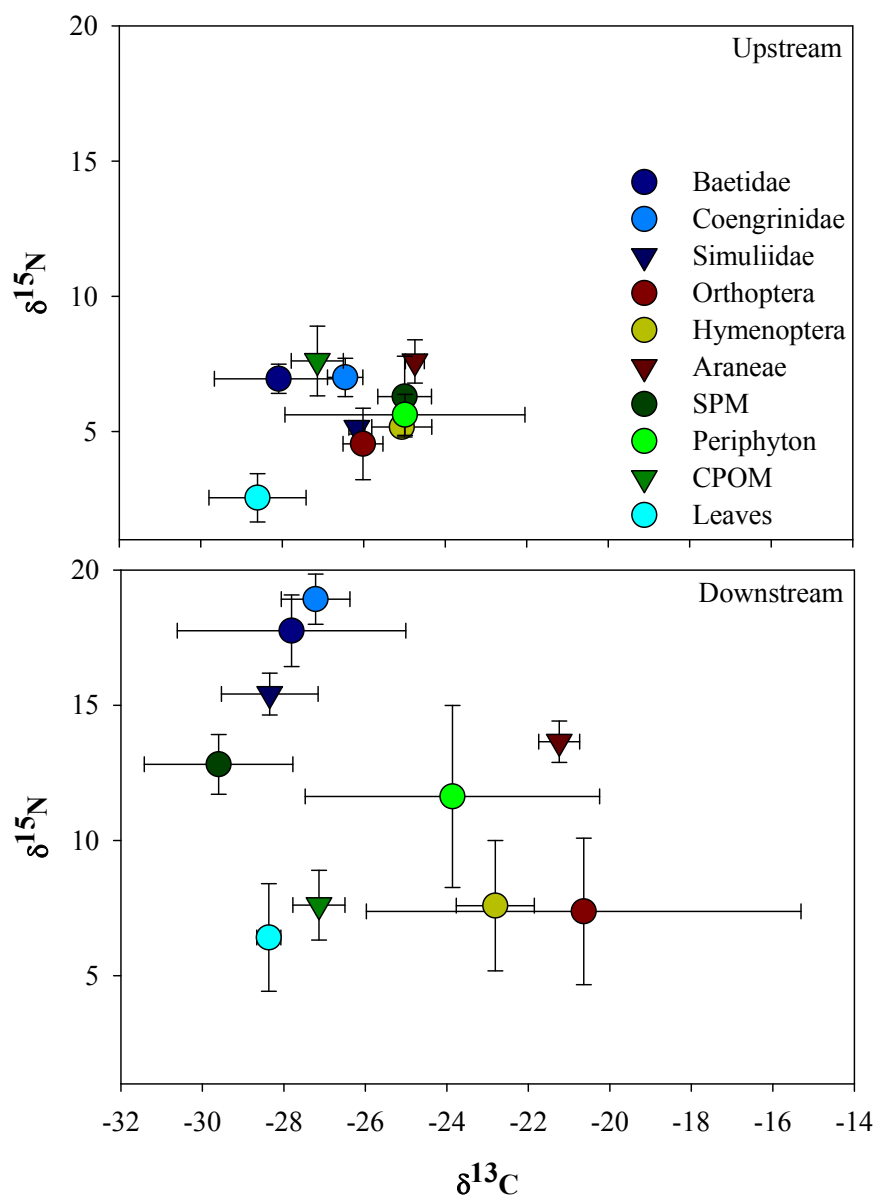 20
Upstream
15
δ15N
10
5
Baetidae
Coengrinidae
Simuliidae
Orthoptera
Hymenoptera
Araneae
SPM
Periphyton
CPOM
Leaves
20
Downstream
15
δ15N
10
5
-32 -30 -28 -26 -24 -22 -20 -18 -16 -14
δ13C